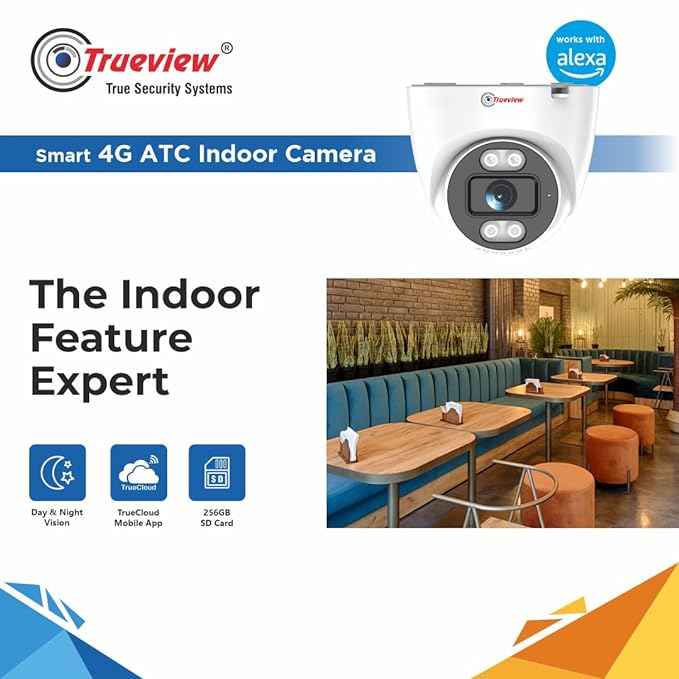 Trueview®
True Security Systems
works with
alexa
Trueview
Smart 4G ATC Indoor Camera
The Indoor
Feature
Expert
TrueCloud
SD
Day & Night
Vision
TrueCloud
Mobile App
256GB
SD Card